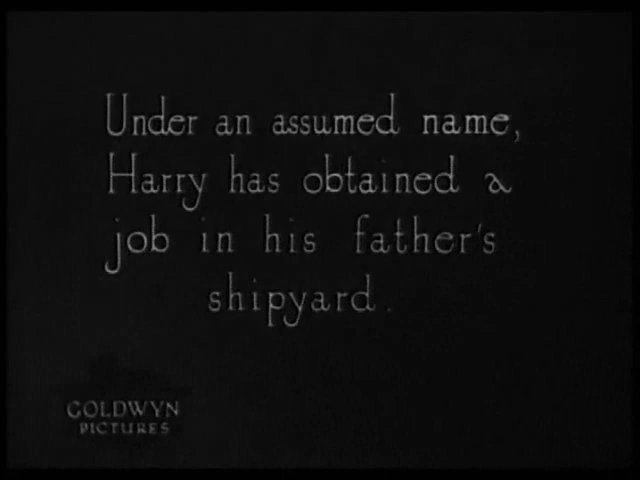 Under an assumed name,
Harry has obtained a
job in his father's
shipyard.
GOLDWYN
PICTURES